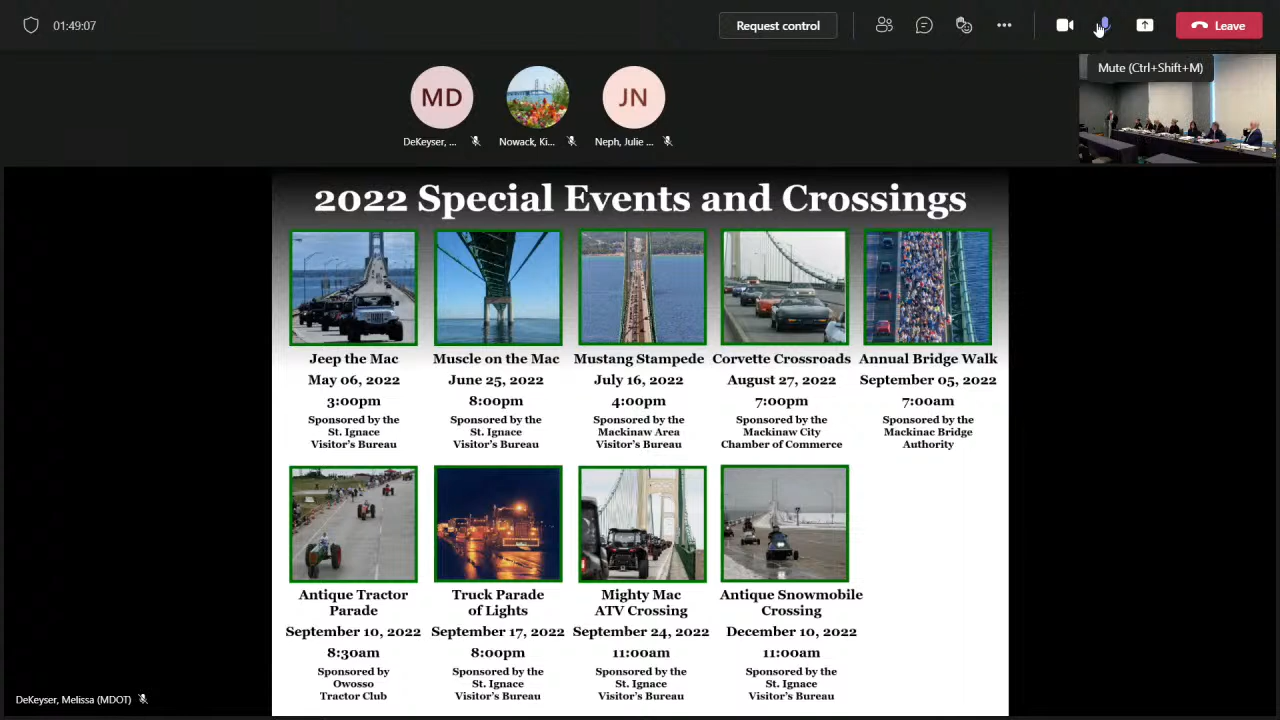 01:49:07
Request control
Leave
Mute (Ctrl+Shift+M)
MD
JN
DeKeyser, ...
Nowack, Ki...
Neph, Julie ...
2022 Special Events and Crossings
Jeep the Mac
May 06, 2022
3:00pm
Sponsored by the
St. Ignace
Visitor's Bureau
Muscle on the Mac
June 25, 2022
8:00pm
Sponsored by the
St. Ignace
Visitor's Bureau
Mustang Stampede
July 16, 2022
4:00pm
Sponsored by the
Mackinaw Area
Visitor's Bureau
Corvette Crossroads
August 27, 2022
7:00pm
Sponsored by the
Mackinaw City
Chamber of Commerce
Annual Bridge Walk
September 05, 2022
7:00am
Sponsored by the
Mackinac Bridge
Authority
Antique Tractor
Parade
September 10, 2022
8:30am
Sponsored by
Owosso
Tractor Club
Truck Parade
of Lights
September 17, 2022
8:00pm
Sponsored by the
St. Ignace
Visitor's Bureau
Mighty Mac
ATV Crossing
September 24, 2022
11:00am
Sponsored by the
St. Ignace
Visitor's Bureau
Antique Snowmobile
Crossing
December 10, 2022
11:00am
Sponsored by the
St. Ignace
Visitor's Bureau
DeKeyser, Melissa (MDOT)